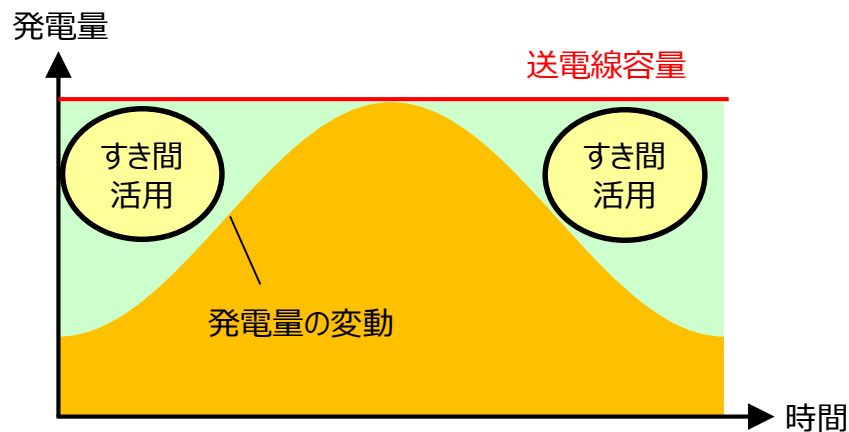 発電量
送電線容量
すき間
活用
すき間
活用
発電量の変動
時間